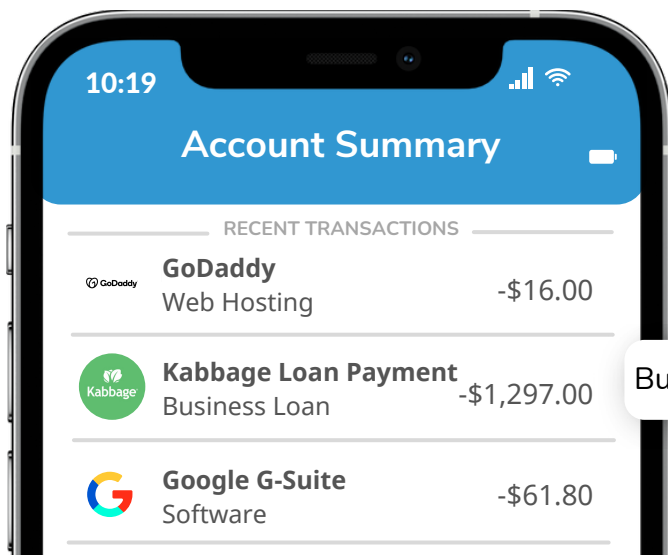 10:19
Account Summary
RECENT TRANSACTIONS
GoDaddy
GoDaddy
Web Hosting
-$16.00
Kabbage
Kabbage Loan Payment
Business Loan
-$1,297.00
Bu
Google G-Suite
Software
-$61.80